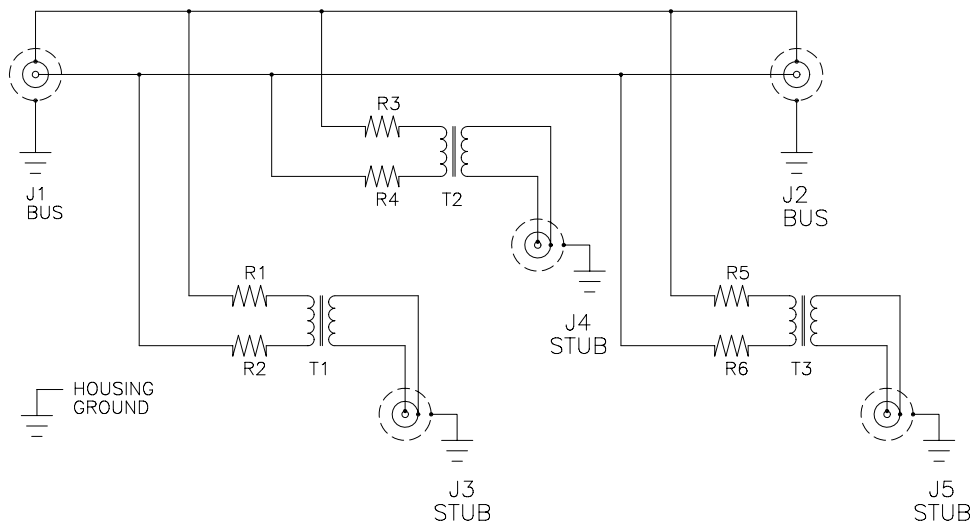 R3
R4
T2
J1
BUS
J2
BUS
R1
R2
T1
J4
STUB
R5
R6
T3
HOUSING
GROUND
J3
STUB
J5
STUB